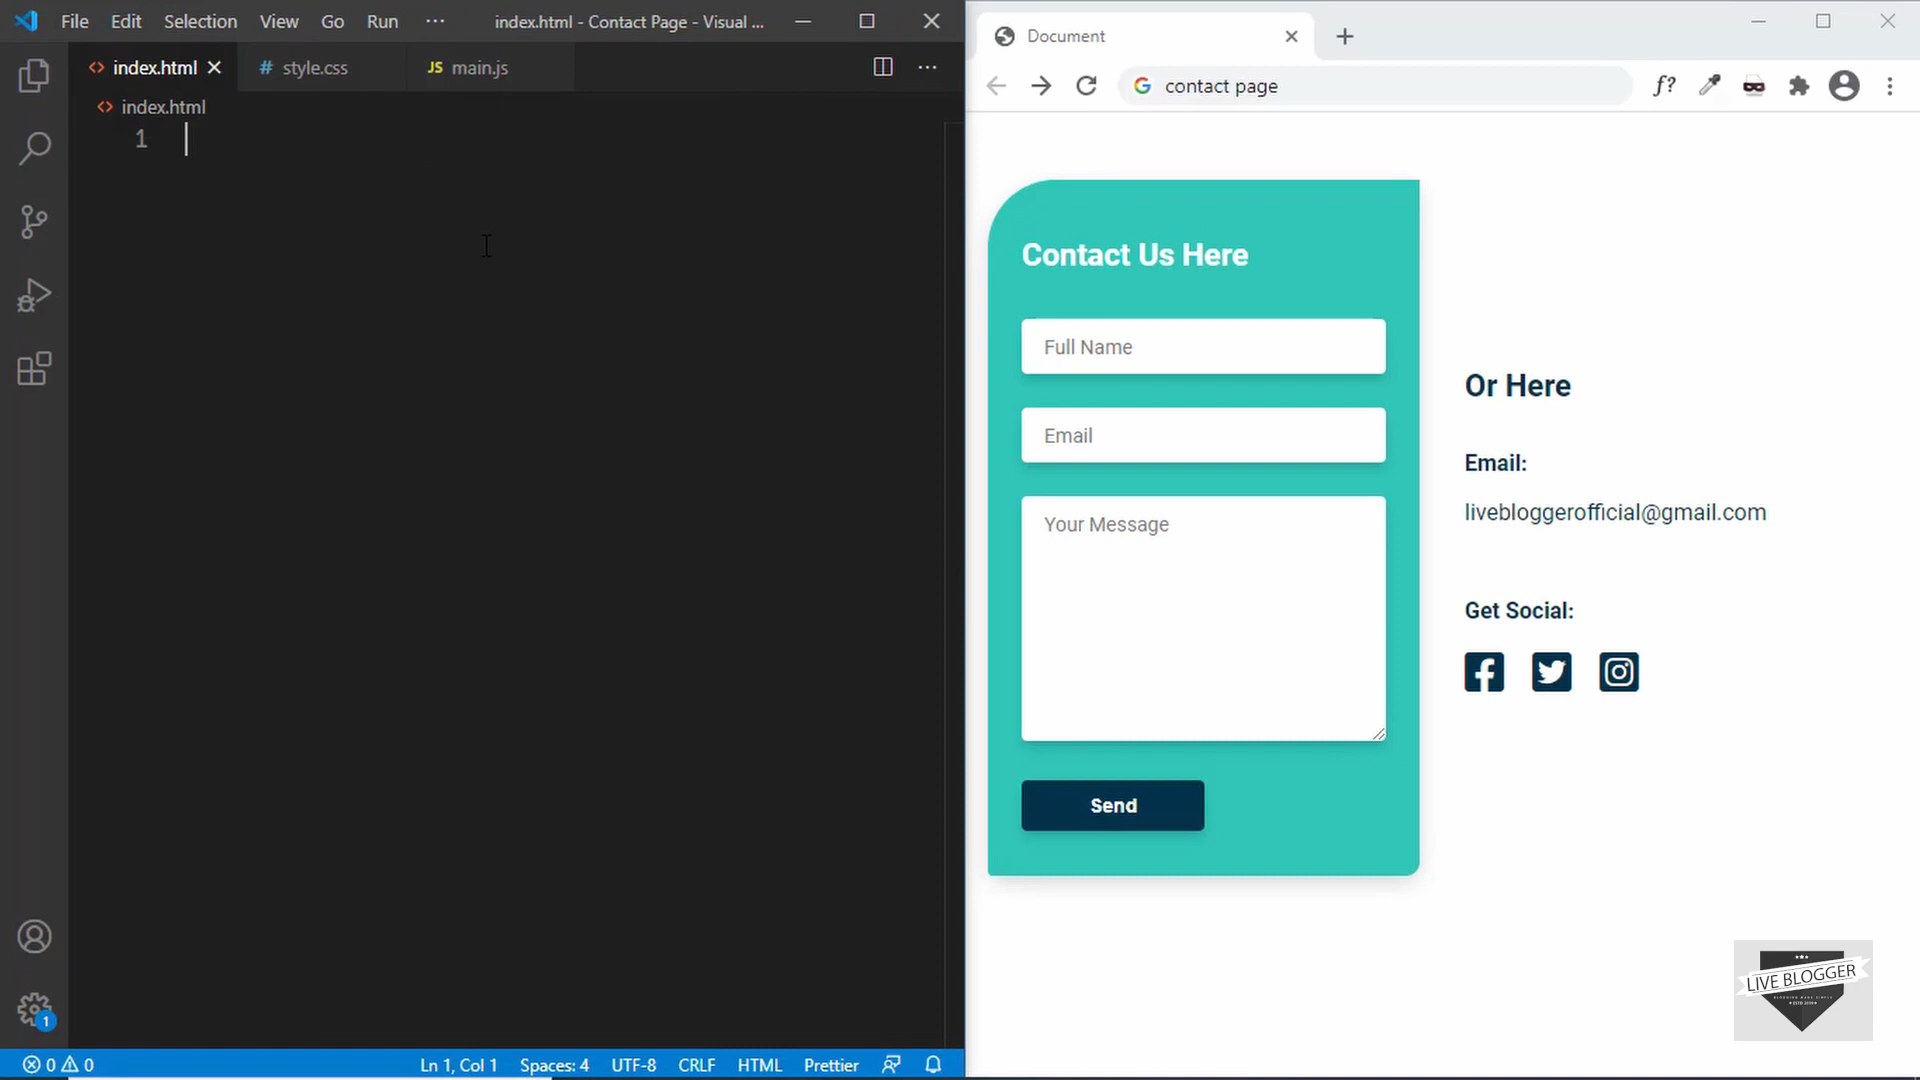 File Edit Selection View Go Run ··· index.html - Contact Page - Visual ...
index.html style.css JS main.js
index.html
1
Document
contact page
f?
Contact Us Here
Full Name
Email
Your Message
Send
Or Here
Email:
livebloggerofficial@gmail.com
Get Social:
LIVE BLOGGER
1
0 0 Ln 1, Col 1 Spaces: 4 UTF-8 CRLF HTML Prettier